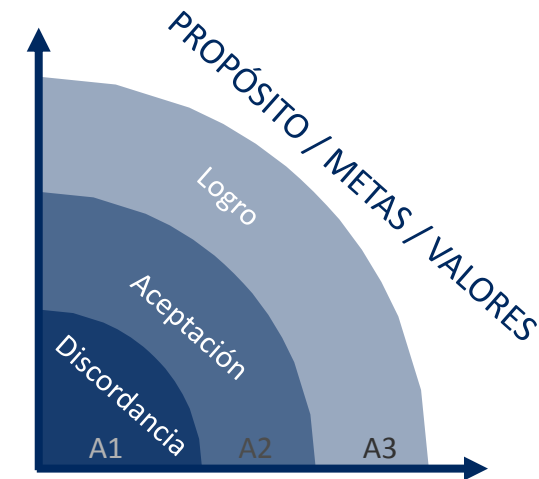 PROPÓSITO / METAS / VALORES
Logro
Aceptación
Discordancia
A1
A2
A3